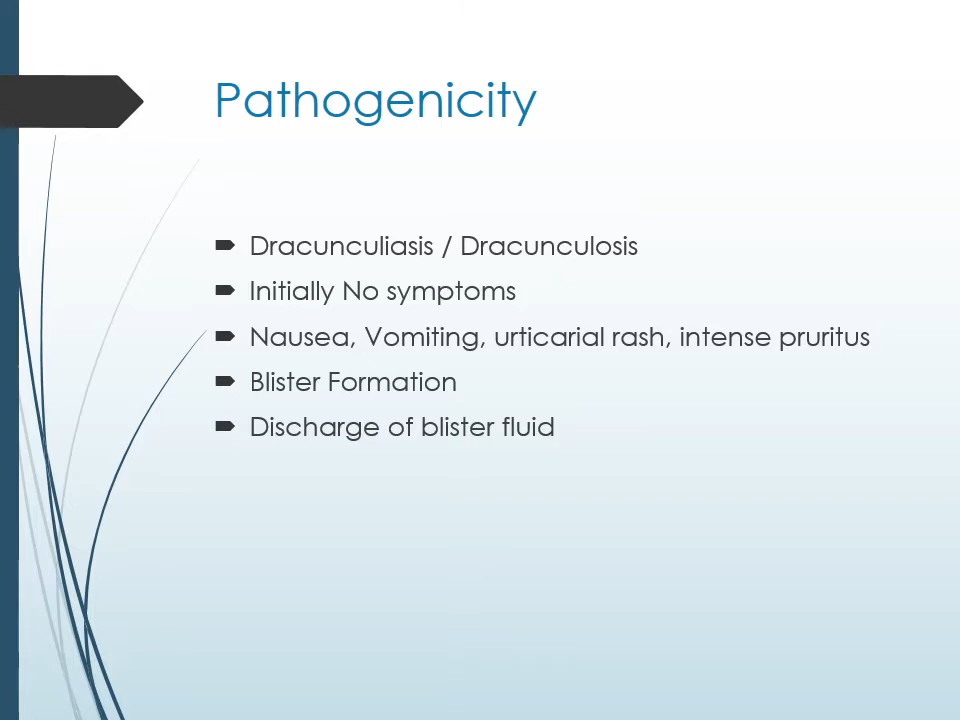 Pathogenicity
Dracunculiasis / Dracunculosis
Initially No symptoms
Nausea, Vomiting, urticarial rash, intense pruritus
Blister Formation
Discharge of blister fluid